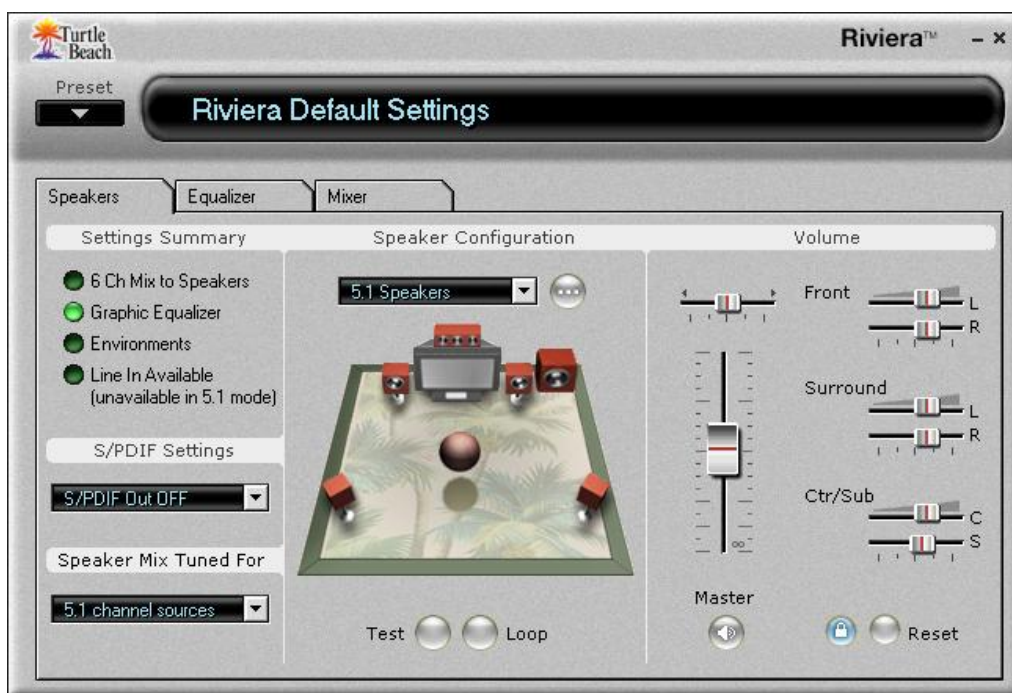 Turtle
Beach
Riviera™
Preset
Riviera Default Settings
Speakers
Equalizer
Mixer
Settings Summary
6 Ch Mix to Speakers
Graphic Equalizer
Environments
Line In Available
(unavailable in 5.1 mode)
S/PDIF Settings
S/PDIF Out OFF
Speaker Mix Tuned For
5.1 channel sources
Speaker Configuration
5.1 Speakers
Test
Loop
Volume
Front
L
R
Surround
L
R
Ctr/Sub
C
S
∞
Master
Reset